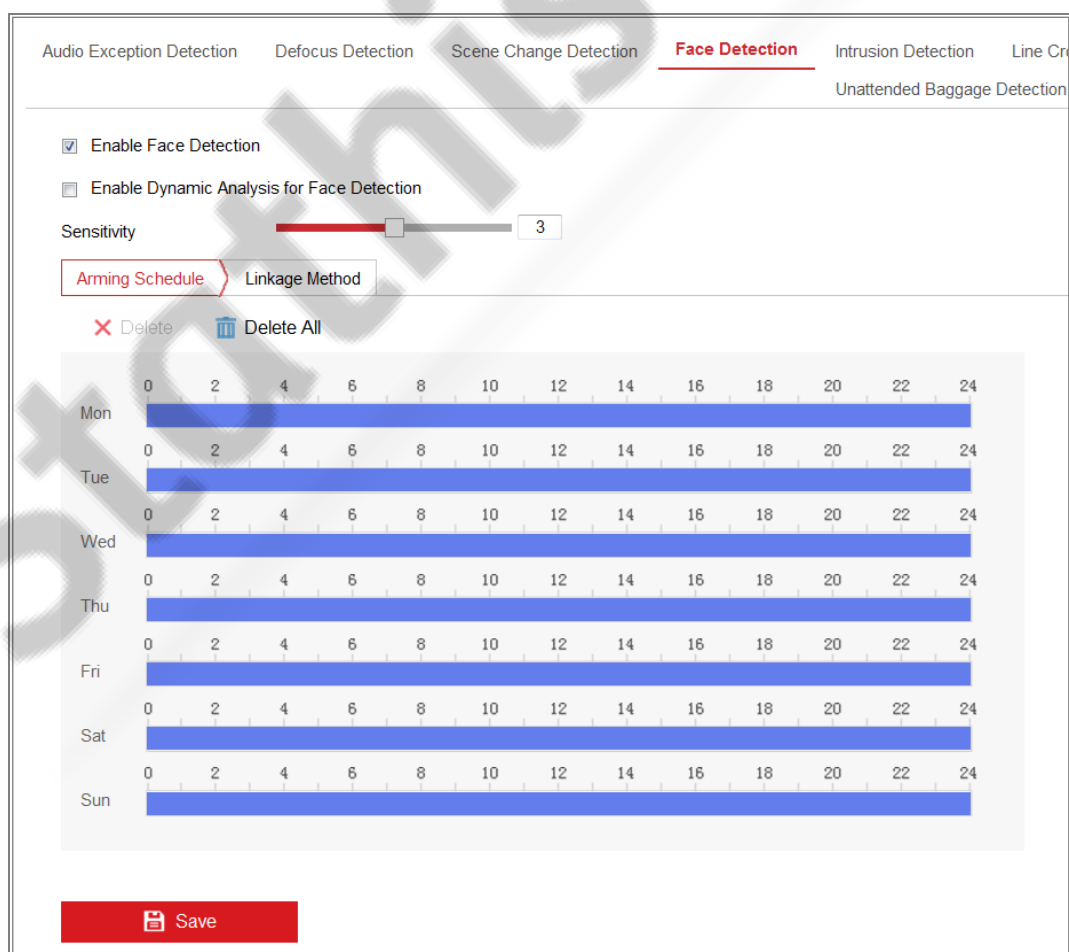 Audio Exception Detection Defocus Detection Scene Change Detection Face Detection Intrusion Detection Line Cro
Unattended Baggage Detection
Enable Face Detection
Enable Dynamic Analysis for Face Detection
Sensitivity 3
Arming Schedule Linkage Method
Delete Delete All
0 2 4 6 8 10 12 14 16 18 20 22 24
Mon
0 2 4 6 8 10 12 14 16 18 20 22 24
Tue
0 2 4 6 8 10 12 14 16 18 20 22 24
Wed
0 2 4 6 8 10 12 14 16 18 20 22 24
Thu
0 2 4 6 8 10 12 14 16 18 20 22 24
Fri
0 2 4 6 8 10 12 14 16 18 20 22 24
Sat
0 2 4 6 8 10 12 14 16 18 20 22 24
Sun
Save
stathis